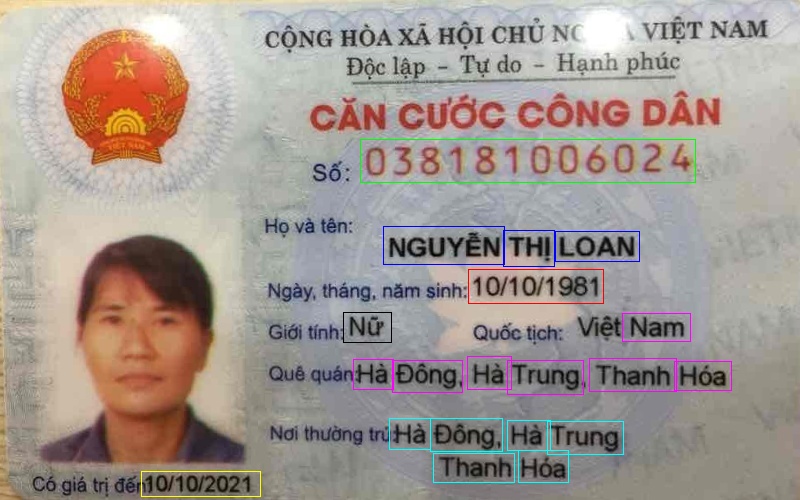 CỘNG HÒA XÃ HỘI CHỦ VIỆT NAM
Độc lập - Tự do - Hạnh phúc
CĂN CƯỚC CÔNG DÂN
Số: 038181006024
Họ và tên:
NGUYỄN THỊ LOAN
Ngày, tháng, năm sinh: 10/10/1981
Giới tính: Nữ Quốc tịch: Việt Nam
Quê quán: Hà Đông, Hà Trung, Thanh Hóa
Nơi thường trú: Hà Đông, Hà Trung
Thanh Hóa
Có giá trị đến 10/10/2021